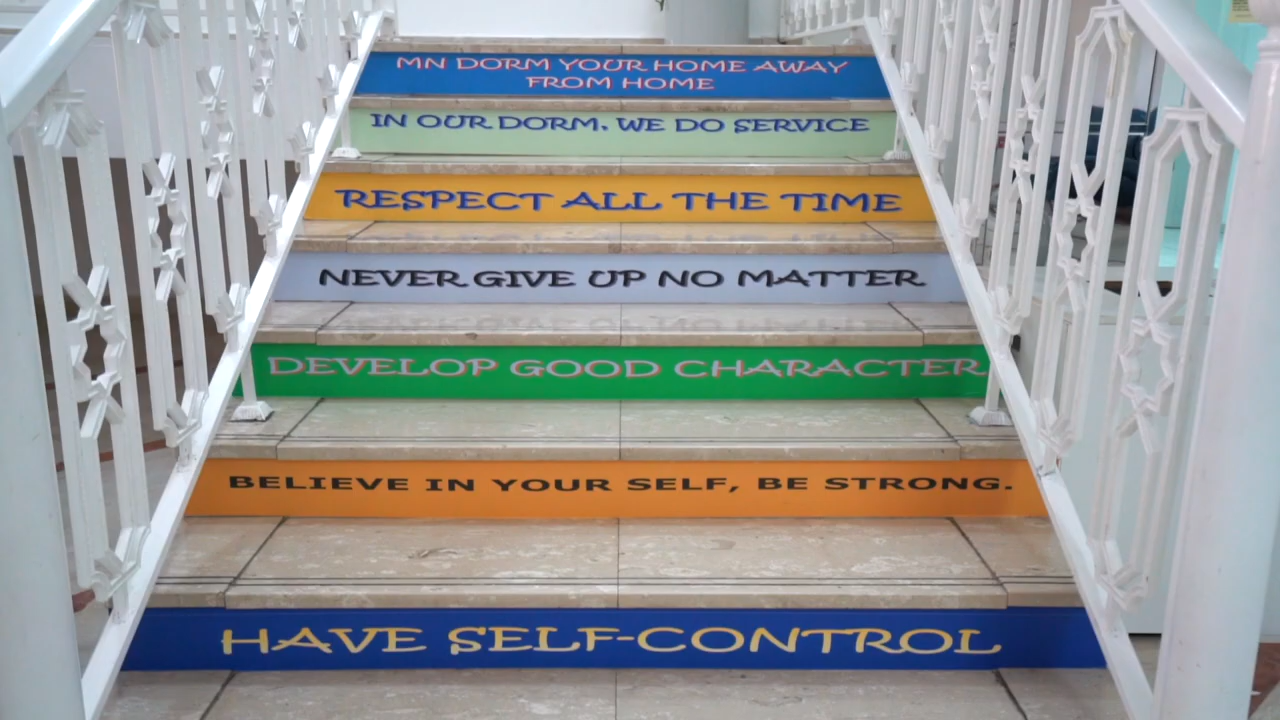 MN DORM YOUR HOME AWAY
FROM HOME
IN OUR DORM. WE DO SERVICE
RESPECT ALL THE TIME
NEVER GIVE UP NO MATTER
DEVELOP GOOD CHARACTER
BELIEVE IN YOUR SELF, BE STRONG.
HAVE SELF-CONTROL